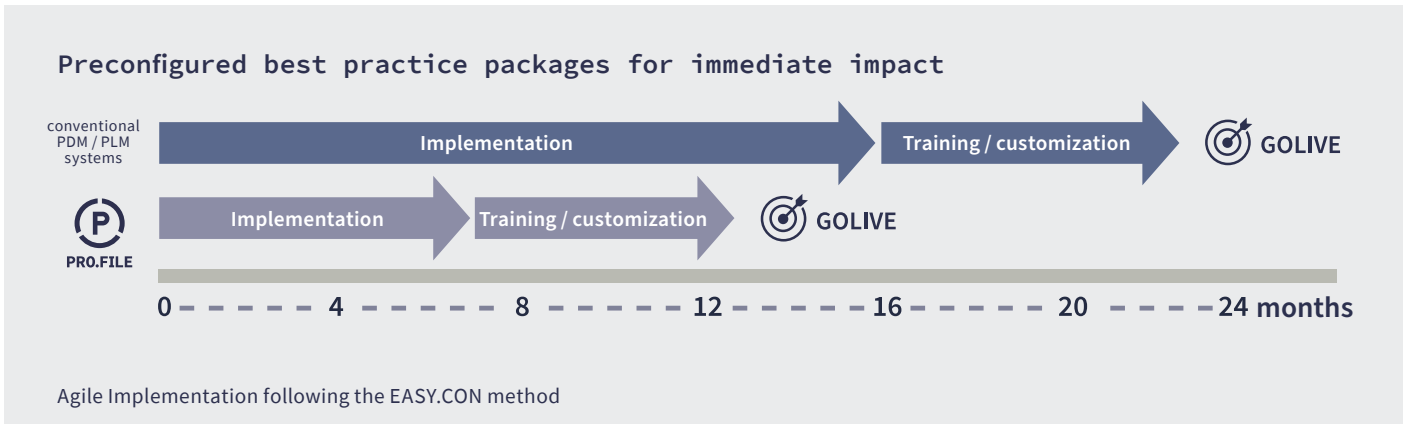 Preconfigured best practice packages for immediate impact
conventional
PDM / PLM
systems
Implementation
Training / customization
GOLIVE
P
PRO.FILE
Implementation
Training / customization
GOLIVE
0 4 8 12 16 20 24 months
Agile Implementation following the EASY.CON method